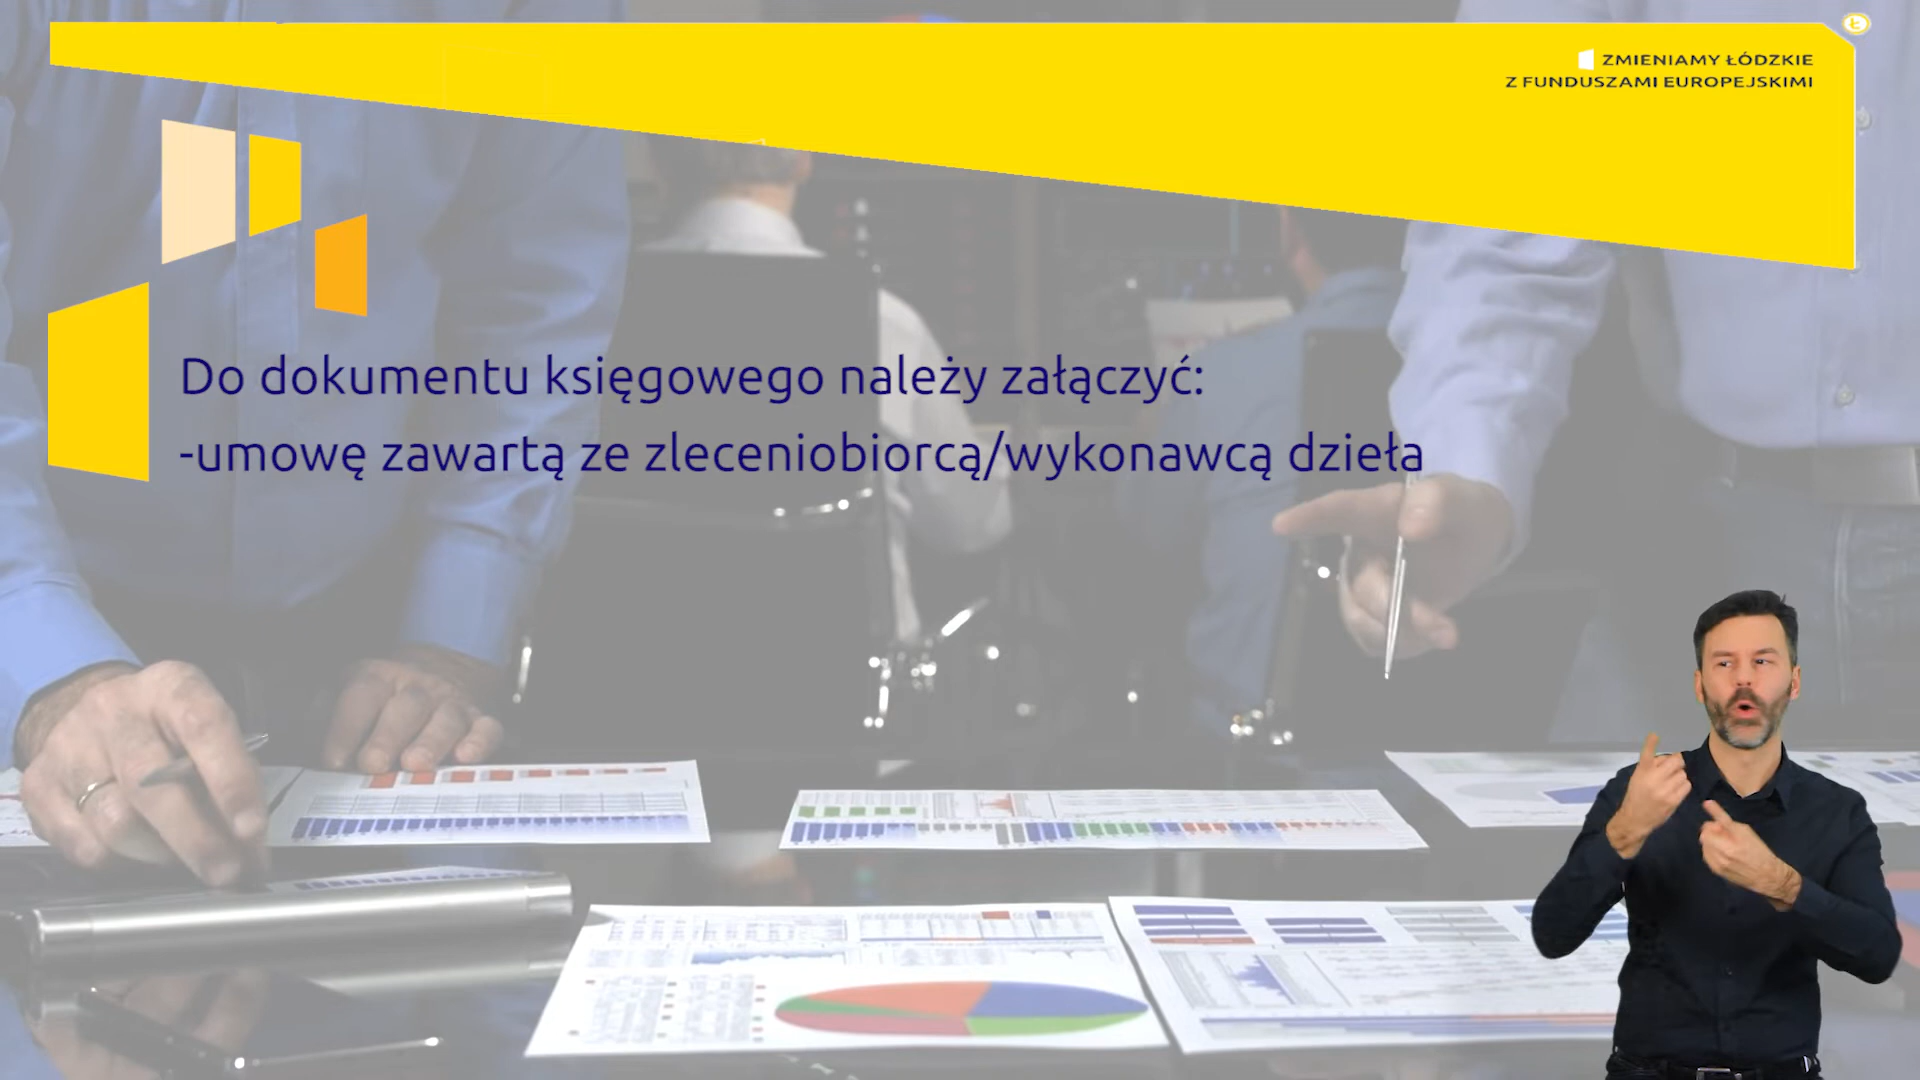 ZMIENIAMY ŁÓDZKIE
Z FUNDUSZAMI EUROPEJSKIMI
Do dokumentu księgowego należy załączyć:
-umowę zawartą ze zleceniobiorcą/wykonawcą dzieła